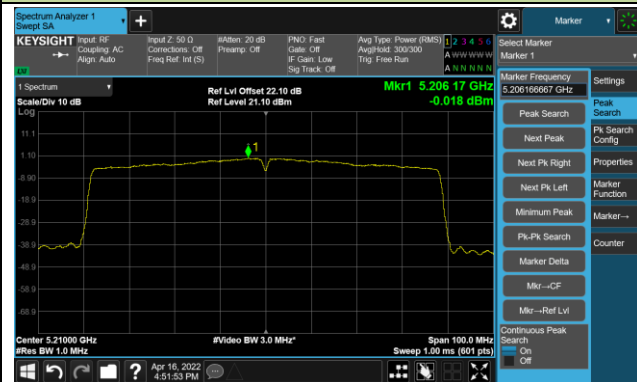 Spectrum Analyzer 1
Swept SA
+
Marker
KEYSIGHT
Input: RF
Coupling: AC
Align: Auto
Input Z: 50 Ω
Corrections: Off
Freq Ref: Int (S)
#Atten: 20 dB
Preamp: Off
PNO: Fast
Gate: Off
IF Gain: Low
Sig Track: Off
Avg Type: Power (RMS)
Avg|Hold: 300/300
Trig: Free Run
1 2 3 4 5 6
A W W W W W
A N N N N N
Select Marker
Marker 1
1 Spectrum
Scale/Div 10 dB
Log
Ref Lvl Offset 22.10 dB
Ref Level 21.10 dBm
Mkr1 5.206 17 GHz
-0.018 dBm
11.1
1.10
-8.90
-18.9
-28.9
-38.9
-48.9
-58.9
-68.9
1
Center 5.21000 GHz
#Res BW 1.0 MHz
#Video BW 3.0 MHz*
Span 100.0 MHz
Sweep 1.00 ms (601 pts)
Marker Frequency
5.206166667 GHz
Peak Search
Next Peak
Next Pk Right
Next Pk Left
Minimum Peak
Pk-Pk Search
Marker Delta
Mkr→CF
Mkr→Ref Lvl
Continuous Peak
Search
On
Off
Settings
Peak
Search
Pk Search
Config
Properties
Marker
Function
Marker→
Counter
?
Apr 16, 2022
4:51:53 PM